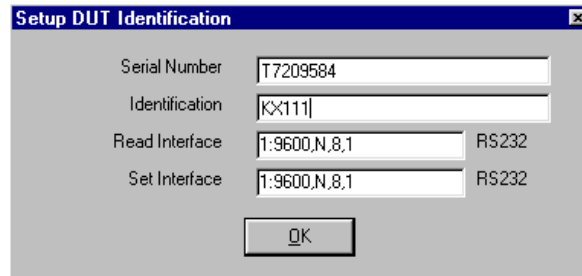 Setup DUT Identification
Serial Number T7209584
Identification KX111
Read Interface 1:9600,N,8,1 RS232
Set Interface 1:9600,N,8,1 RS232
OK